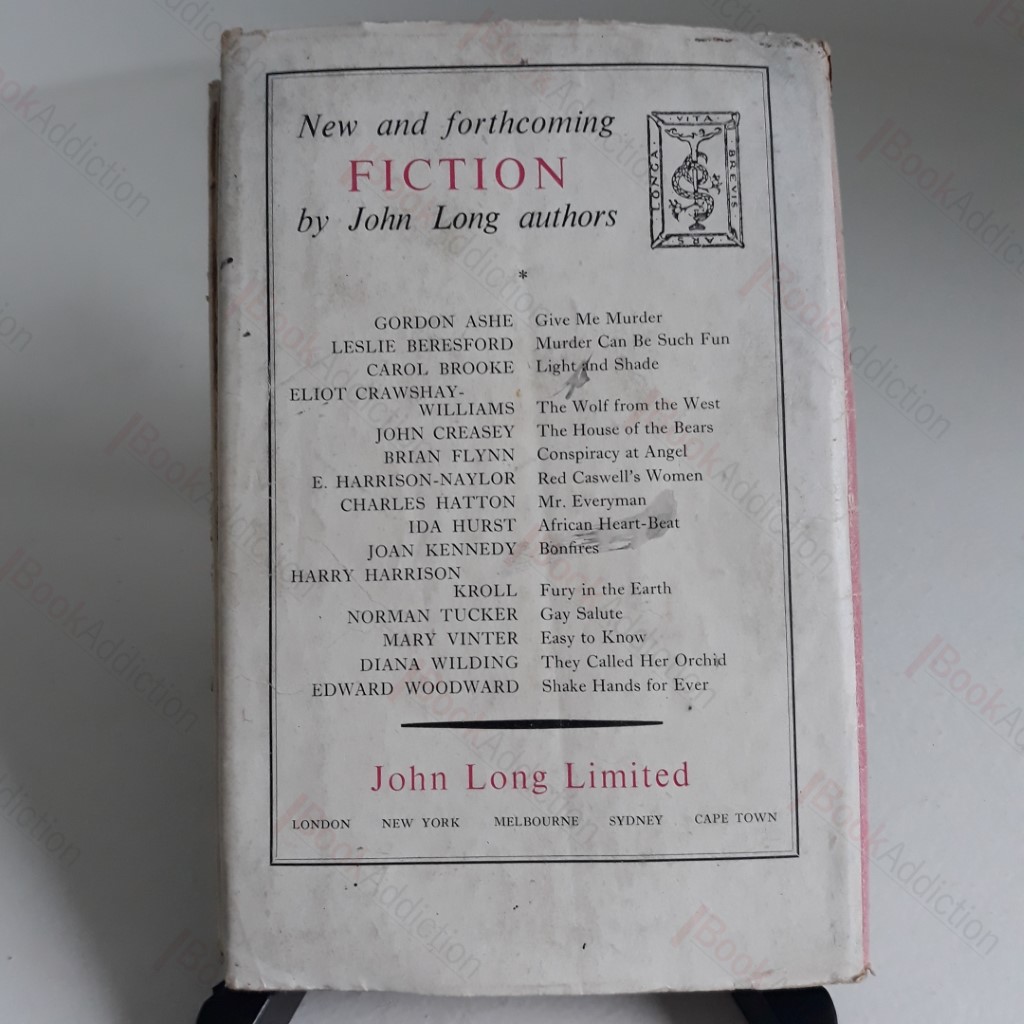 New and forthcoming
FICTION
by John Long authors
VITA
BREVIS
ARS
LONGA
*
GORDON ASHE Give Me Murder
LESLIE BERESFORD Murder Can Be Such Fun
CAROL BROOKE Light and Shade
ELIOT CRAWSHAY-
WILLIAMS The Wolf from the West
JOHN CREASEY The House of the Bears
BRIAN FLYNN Conspiracy at Angel
E. HARRISON-NAYLOR Red Caswell's Women
CHARLES HATTON Mr. Everyman
IDA HURST African Heart-Beat
JOAN KENNEDY Bonfires
HARRY HARRISON
KROLL Fury in the Earth
NORMAN TUCKER Gay Salute
MARY VINTER Easy to Know
DIANA WILDING They Called Her Orchid
EDWARD WOODWARD Shake Hands for Ever
John Long Limited
LONDON NEW YORK MELBOURNE SYDNEY CAPE TOWN
BookAddiction